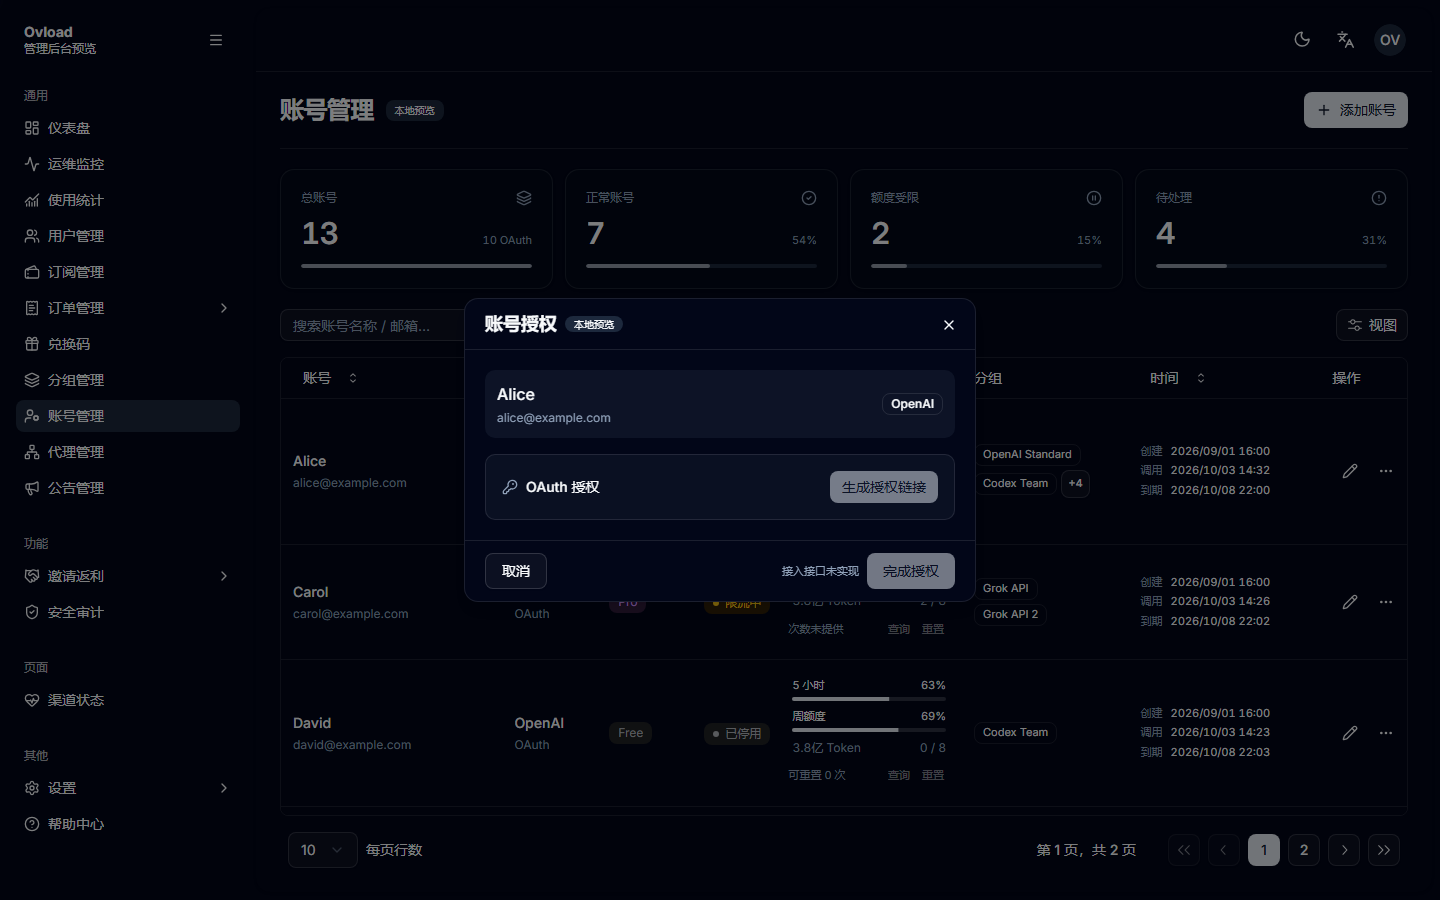 Ovload
管理后台预览
OV
通用
仪表盘
运维监控
使用统计
用户管理
订阅管理
订单管理
兑换码
分组管理
账号管理
代理管理
公告管理
功能
邀请返利
安全审计
页面
渠道状态
其他
设置
帮助中心
账号管理 本地预览
添加账号
总账号
13
10 OAuth
正常账号
7
54%
额度受限
2
15%
待处理
4
31%
搜索账号名称 / 邮箱...
视图
账号
分组
时间
操作
Alice
alice@example.com
OpenAI Standard
Codex Team +4
创建 2026/09/01 16:00
调用 2026/10/03 14:32
到期 2026/10/08 22:00
账号授权 本地预览
Alice
alice@example.com
OpenAI
OAuth 授权
生成授权链接
取消
接入接口未实现
完成授权
Carol
carol@example.com
OAuth
次数未提供 查询 重置
Grok API
Grok API 2
创建 2026/09/01 16:00
调用 2026/10/03 14:26
到期 2026/10/08 22:02
David
david@example.com
OpenAI
OAuth
Free
已停用
5 小时 63%
周额度 69%
3.8亿 Token 0 / 8
可重置 0 次 查询 重置
Codex Team
创建 2026/09/01 16:00
调用 2026/10/03 14:23
到期 2026/10/08 22:03
10 每页行数
第 1 页，共 2 页
1
2